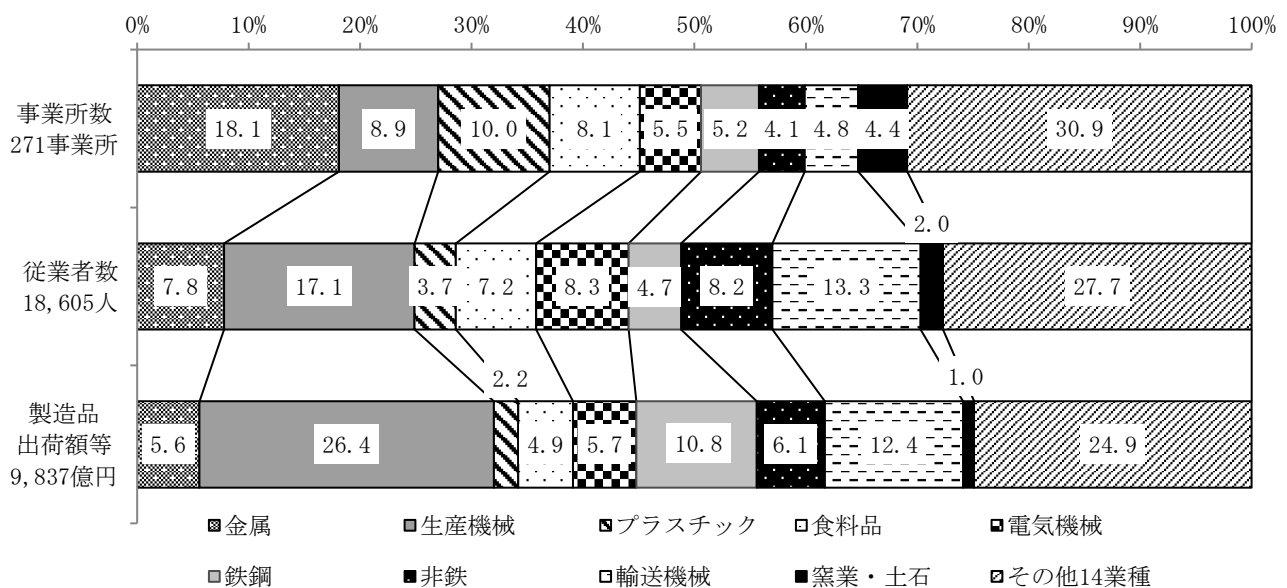 0% 10% 20% 30% 40% 50% 60% 70% 80% 90% 100%
事業所数
271事業所
18.1 8.9 10.0 8.1 5.5 5.2 4.1 4.8 4.4 30.9
2.0
従業者数
18,605人
7.8 17.1 3.7 7.2 8.3 4.7 8.2 13.3 27.7
2.2 1.0
製造品
出荷額等
9,837億円
5.6 26.4 4.9 5.7 10.8 6.1 12.4 24.9
金属 生産機械 プラスチック 食料品 電気機械
鉄鋼 非鉄 輸送機械 窯業・土石 その他14業種